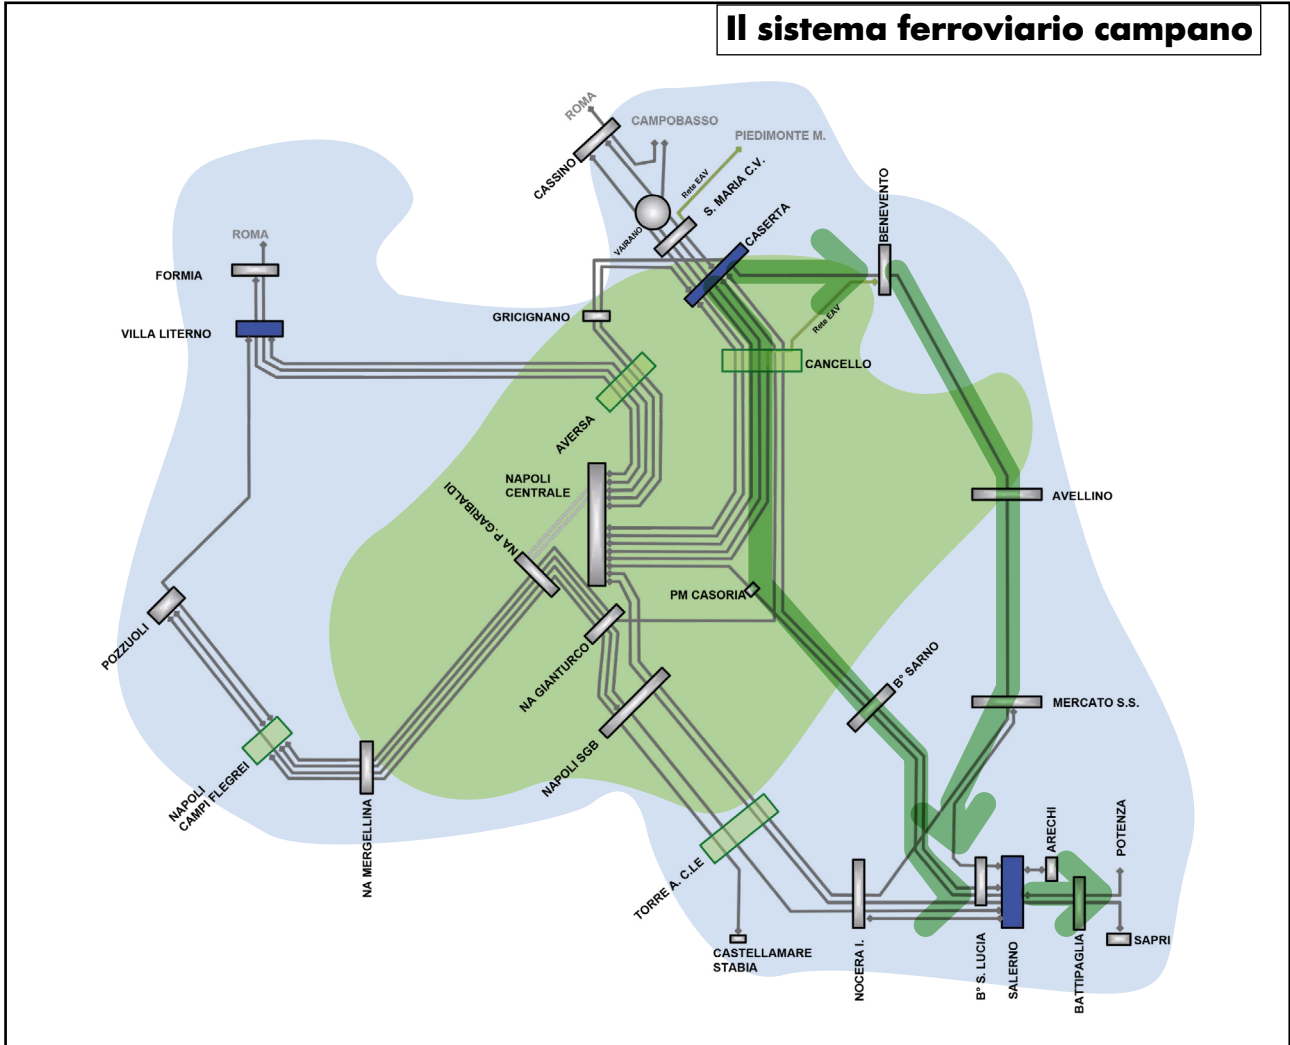 Il sistema ferroviario campano
ROMA
CAMPOBASSO
PIEDIMONTE M.
CASSINO
Rete EAV
S. MARIA C.V.
VAIRANO
CASERTA
BENEVENTO
ROMA
FORMIA
VILLA LITERNO
GRICIGNANO
Rete EAV
CANCELLO
AVERSA
NAPOLI
CENTRALE
NA P.GARIBALDI
AVELLINO
PM CASORIA
POZZUOLI
NA GIANTURCO
B° SARNO
MERCATO S.S.
NAPOLI SGB
NAPOLI
CAMPI FLEGREI
NA MERGELLINA
TORRE A. C.LE
ARECHI
POTENZA
CASTELLAMARE
STABIA
NOCERA I.
B° S. LUCIA
SALERNO
BATTIPAGLIA
SAPRI